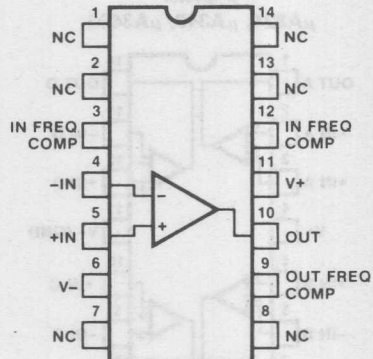 1
14
NC
NC
2
13
NC
NC
3
12
IN FREQ
COMP
IN FREQ
COMP
4
11
−IN
V+
−
5
10
+IN
OUT
+
6
9
V−
OUT FREQ
COMP
7
8
NC
NC